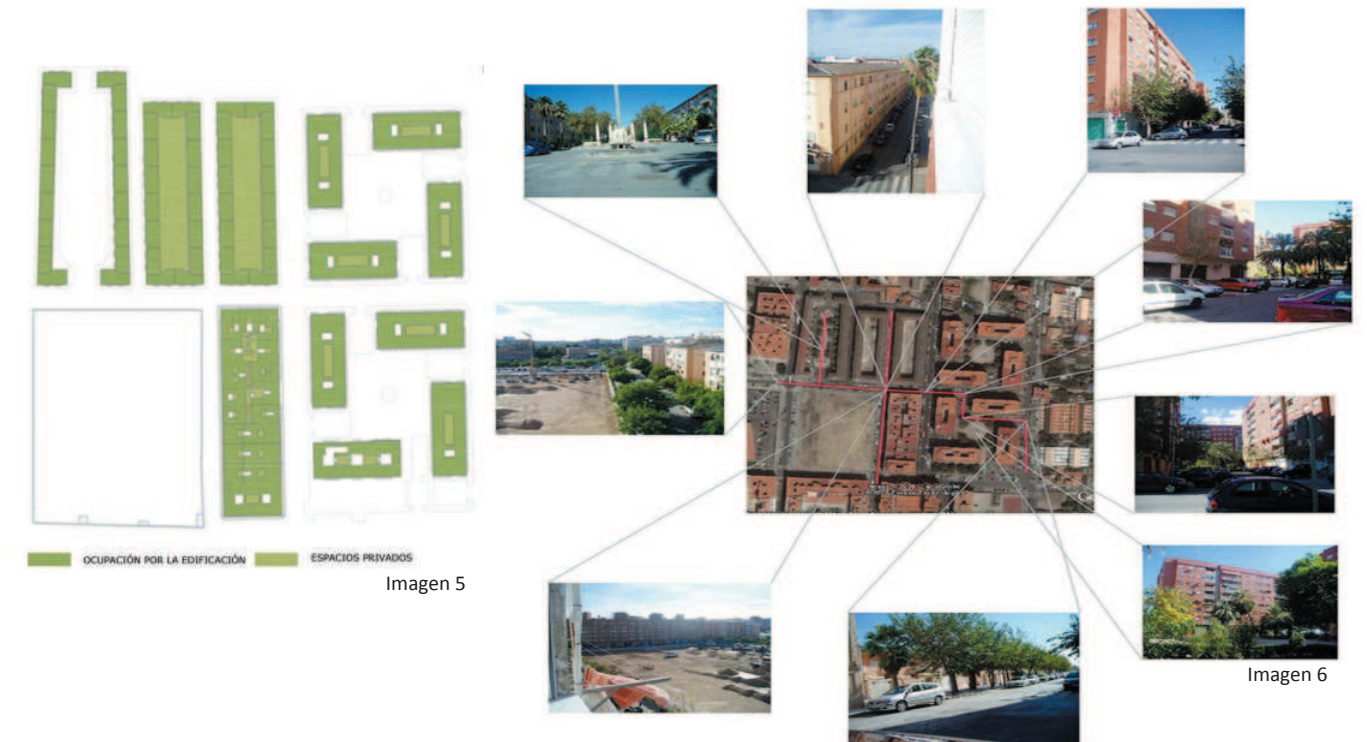 OCUPACIÓN POR LA EDIFICACIÓN
ESPACIOS PRIVADOS
Imagen 5
Imagen 6